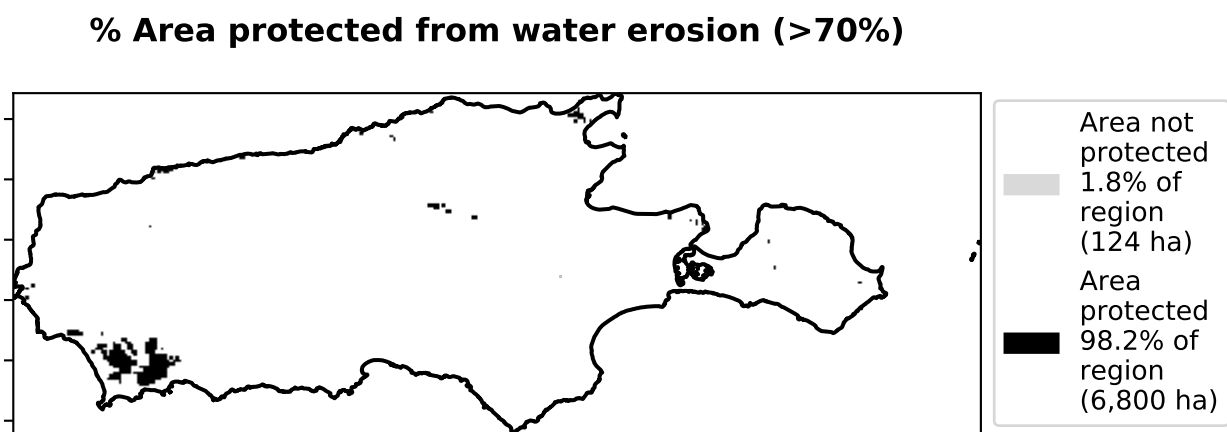 % Area protected from water erosion (>70%)
Area not
protected
1.8% of
region
(124 ha)
Area
protected
98.2% of
region
(6,800 ha)